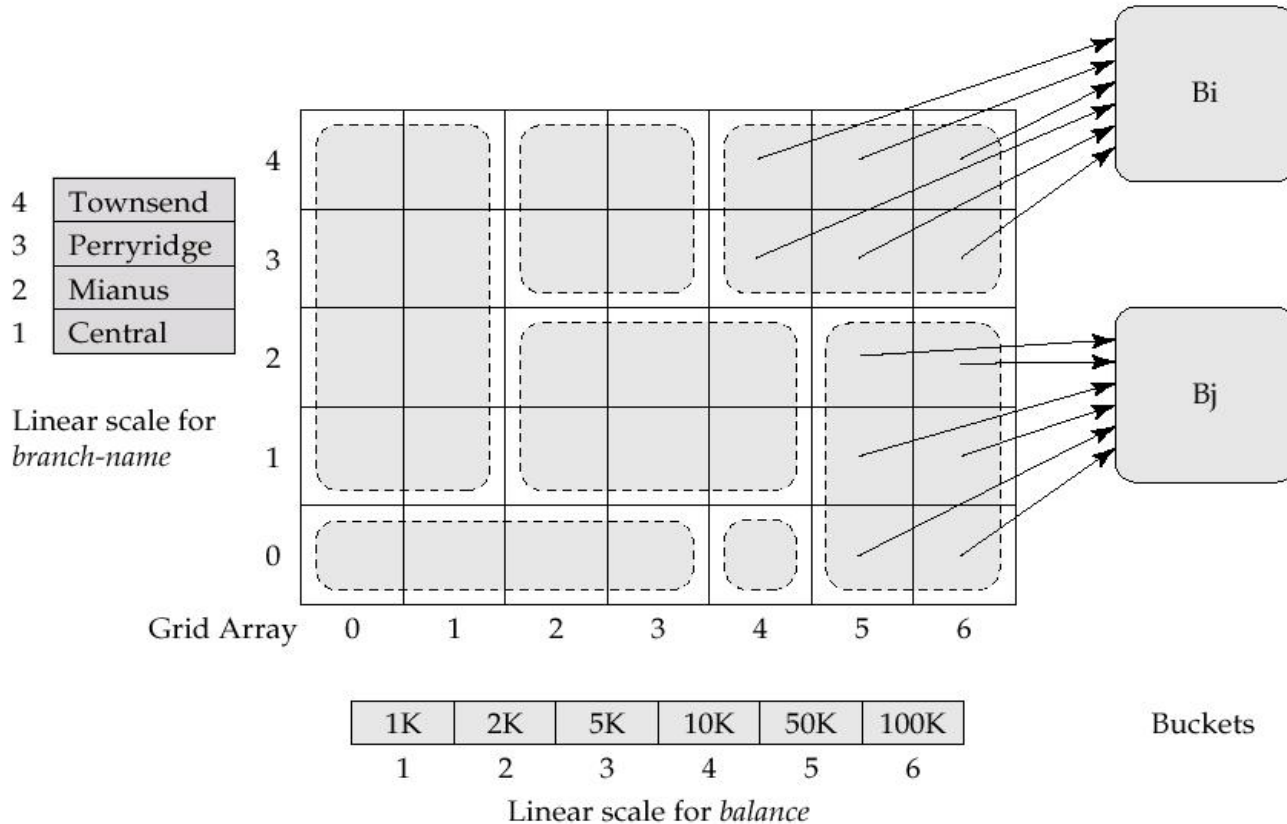 Bi
4
4 Townsend
3 Perryridge
3
2 Mianus
1 Central
2
Bj
Linear scale for
branch-name
1
0
Grid Array 0 1 2 3 4 5 6
1K 2K 5K 10K 50K 100K
Buckets
1 2 3 4 5 6
Linear scale for balance